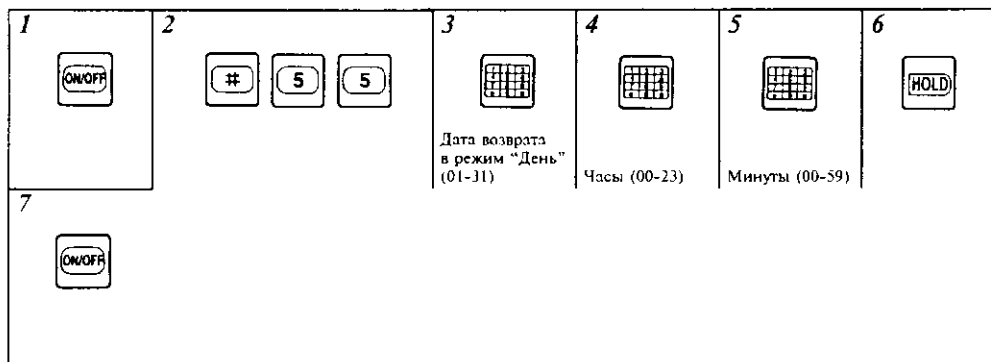 1
ON/OFF
2
# 5 5
3
Дата возврата
в режим "День"
(01-31)
4
Часы (00-23)
5
Минуты (00-59)
6
HOLD
7
ON/OFF